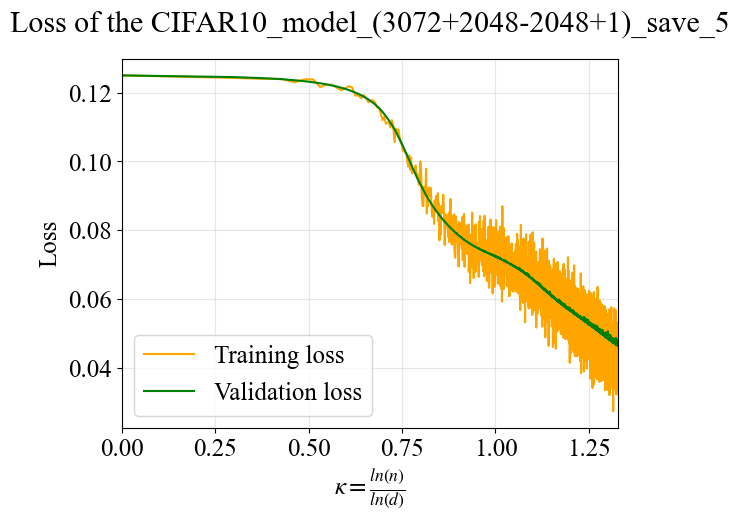 Loss of the CIFAR10_model_(3072+2048-2048+1)_save_5
0.12
0.10
0.08
0.06
0.04
Loss
Training loss
Validation loss
0.00 0.25 0.50 0.75 1.00 1.25
κ = ln(n)/ln(d)